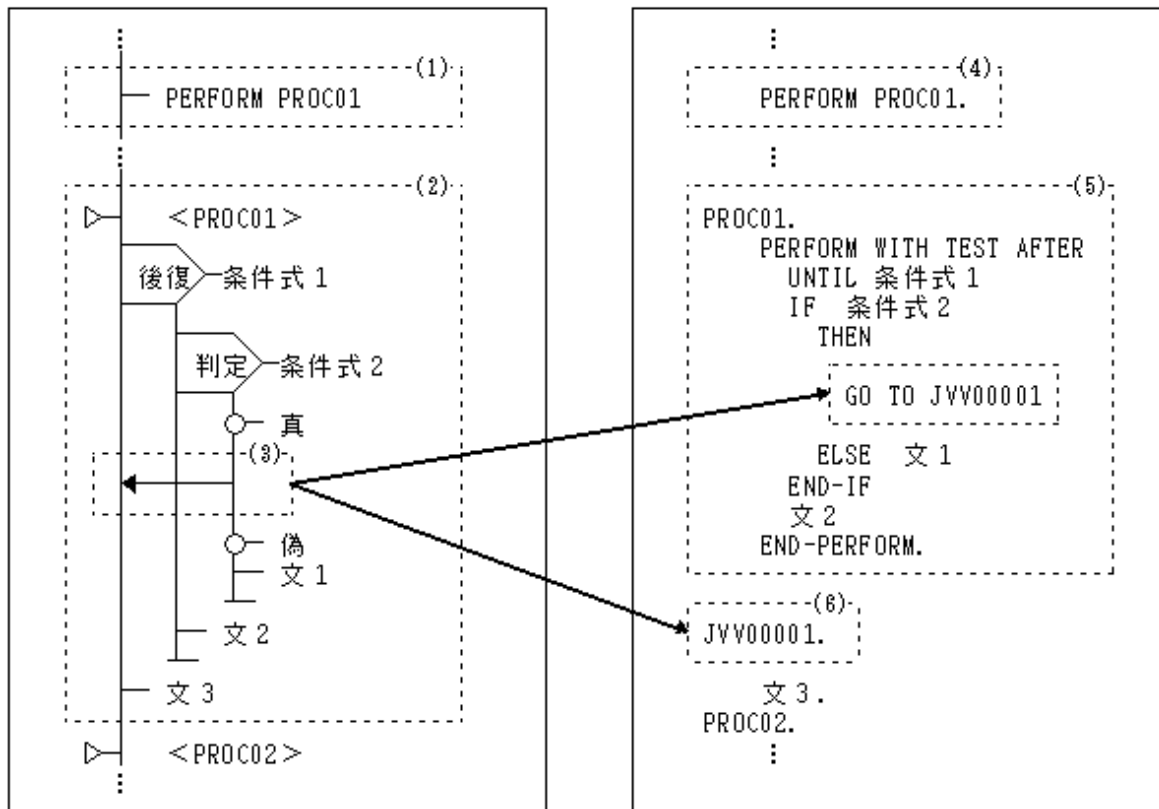 (1)
PERFORM PROC01
(2)
＜PROC01＞
後復
条件式1
判定
条件式2
真
(3)
偽
文1
文2
文3
＜PROC02＞
(4)
PERFORM PROC01.
(5)
PROC01.
PERFORM WITH TEST AFTER
UNTIL 条件式1
IF 条件式2
THEN
GO TO JVV00001
ELSE 文1
END-IF
文2
END-PERFORM.
(6)
JVV00001.
文3.
PROC02.